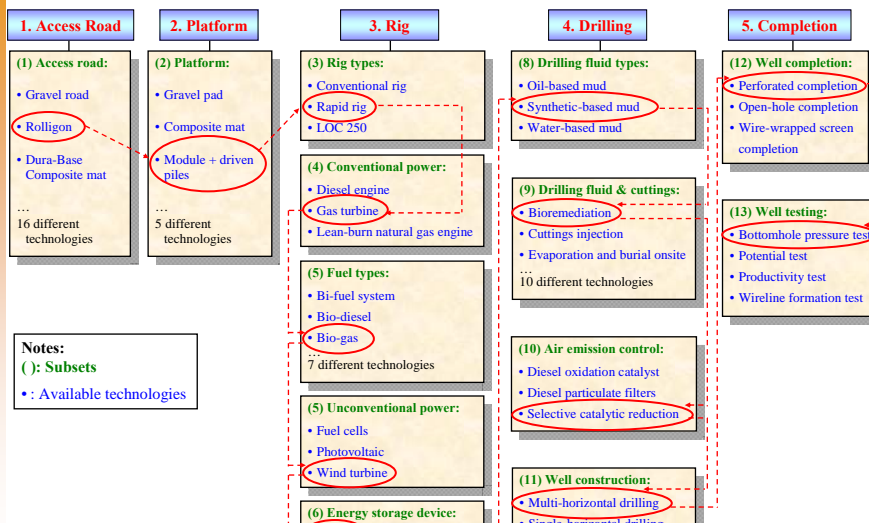 1. Access Road
2. Platform
3. Rig
4. Drilling
5. Completion
(1) Access road:
• Gravel road
• Rolligon
• Dura-Base
Composite mat
…
16 different
technologies
(2) Platform:
• Gravel pad
• Composite mat
• Module + driven
piles
…
5 different
technologies
(3) Rig types:
• Conventional rig
• Rapid rig
• LOC 250
(4) Conventional power:
• Diesel engine
• Gas turbine
• Lean-burn natural gas engine
(5) Fuel types:
• Bi-fuel system
• Bio-diesel
• Bio-gas
…
7 different technologies
(5) Unconventional power:
• Fuel cells
• Photovoltaic
• Wind turbine
(6) Energy storage device:
(8) Drilling fluid types:
• Oil-based mud
• Synthetic-based mud
• Water-based mud
(9) Drilling fluid & cuttings:
• Bioremediation
• Cuttings injection
• Evaporation and burial onsite
…
10 different technologies
(10) Air emission control:
• Diesel oxidation catalyst
• Diesel particulate filters
• Selective catalytic reduction
(11) Well construction:
• Multi-horizontal drilling
• Single-horizontal drilling
(12) Well completion:
• Perforated completion
• Open-hole completion
• Wire-wrapped screen
completion
(13) Well testing:
• Bottomhole pressure test
• Potential test
• Productivity test
• Wireline formation test
Notes:
( ): Subsets
• : Available technologies